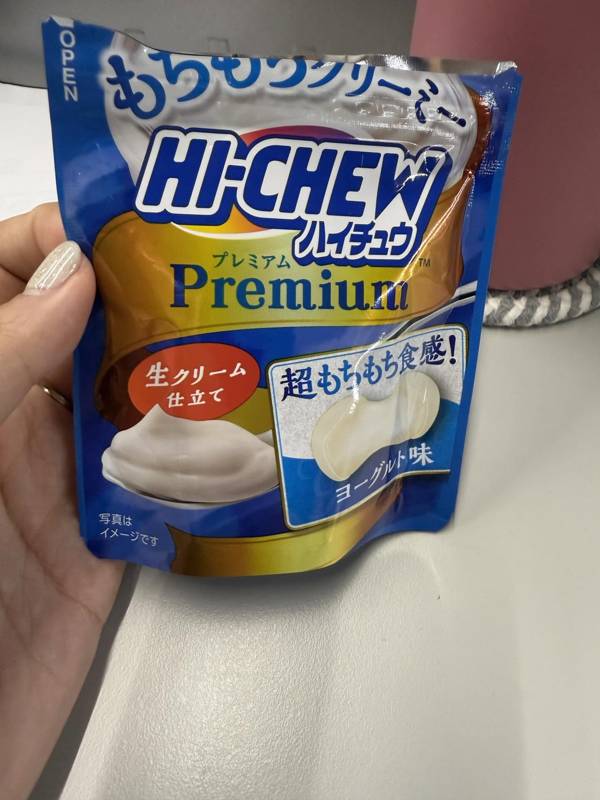 OPEN
もちもちクリーミー
HI-CHEW
ハイチュウ
TM
プレミアム
Premium
生クリーム
仕立て
超もちもち食感!
ヨーグルト味
写真は
イメージです